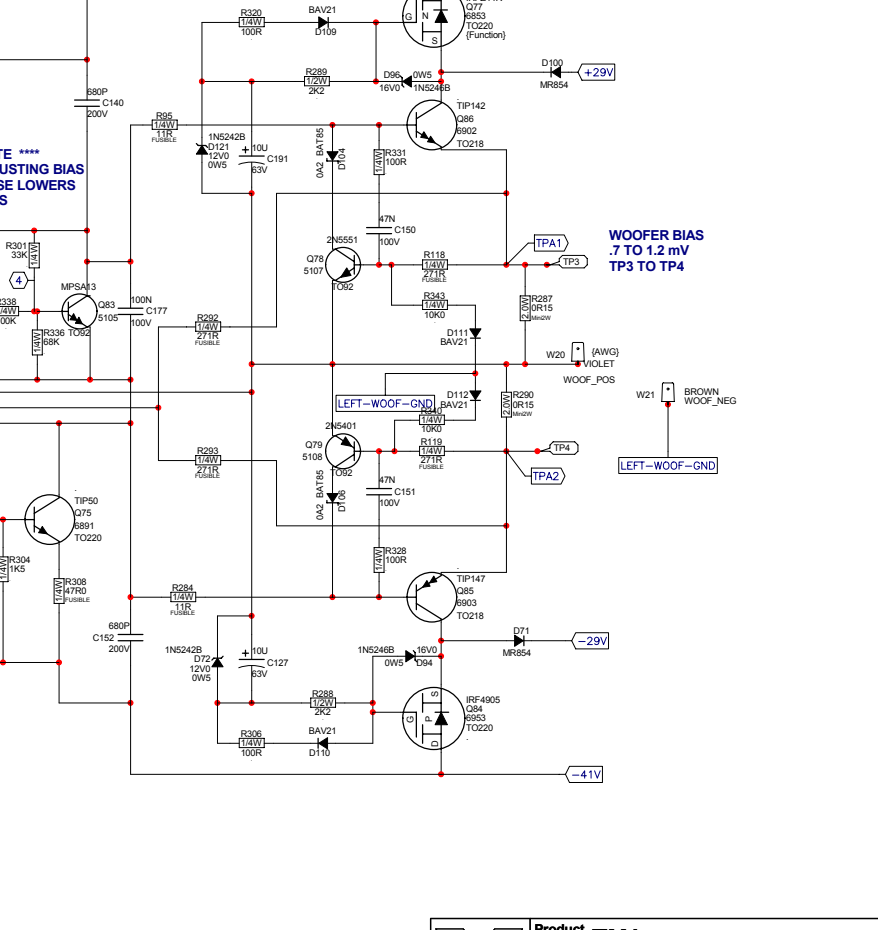 R320
1/4W
100R
BAV21
D109
G
N
S
Q77
6853
TO220
{Function}
D100
MR854
+29V
680P
C140
200V
R289
1/2W
2K2
D96
0W5
16V0
1N5246B
R95
1/4W
11R
FUSIBLE
TIP142
Q86
6902
TO218
1N5242B
D121
12V0
0W5
+
10U
C191
63V
0A2 BAT85
D104
R331
100R
1/4W
****
USTING BIAS
SE LOWERS
S
47N
C150
100V
2N5551
Q78
5107
TO92
R118
1/4W
271R
FUSIBLE
TPA1
TP3
WOOFER BIAS
.7 TO 1.2 mV
TP3 TO TP4
R301
33K
1/4W
4
MPSA13
Q83
5105
TO92
R338
1/4W
00K
R336
68K
1/4W
100N
C177
100V
R343
1/4W
10K0
R287
0R15
Min2W
2.0W
R292
1/4W
271R
FUSIBLE
D111
BAV21
W20
{AWG}
VIOLET
WOOF_POS
W21
BROWN
WOOF_NEG
LEFT-WOOF-GND
D112
BAV21
R340
1/4W
10K0
R290
0R15
Min2W
2.0W
2N5401
Q79
5108
TO92
R119
1/4W
271R
FUSIBLE
TP4
TPA2
LEFT-WOOF-GND
R293
1/4W
271R
FUSIBLE
0A2 BAT85
D106
47N
C151
100V
TIP50
Q75
6891
TO220
R304
1K5
1/4W
R308
47R0
FUSIBLE
1/4W
R328
100R
1/4W
R284
1/4W
11R
FUSIBLE
TIP147
Q85
6903
TO218
680P
C152
200V
1N5242B
D72
12V0
0W5
+
10U
C127
63V
1N5246B
16V0
0W5
D94
D71
MR854
-29V
R288
1/2W
2K2
R306
1/4W
100R
BAV21
D110
G
P
S
D
IRF4905
Q84
6953
TO220
-41V
Product